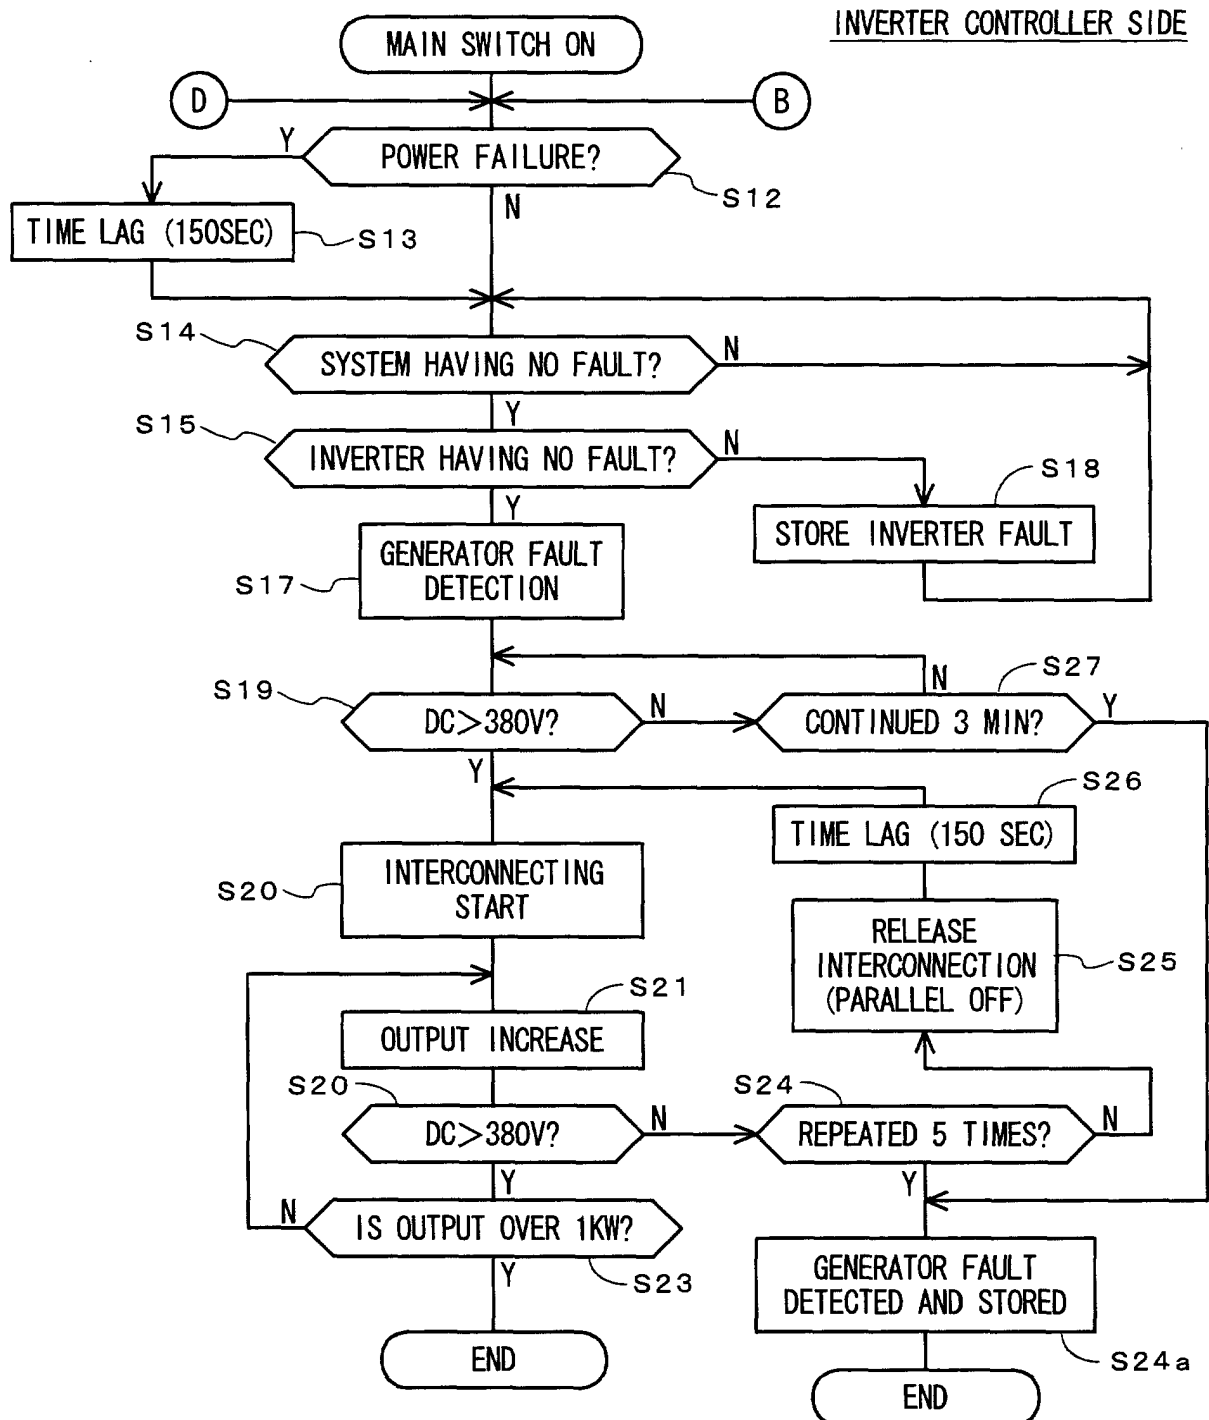 INVERTER CONTROLLER SIDE
MAIN SWITCH ON
D
B
Y
POWER FAILURE?
S12
N
TIME LAG (150SEC)
S13
S14
SYSTEM HAVING NO FAULT?
N
Y
S15
INVERTER HAVING NO FAULT?
N
S18
Y
STORE INVERTER FAULT
GENERATOR FAULT
DETECTION
S17
S27
N
S19
DC>380V?
N
CONTINUED 3 MIN?
Y
Y
S26
TIME LAG (150 SEC)
INTERCONNECTING
START
S20
RELEASE
INTERCONNECTION
(PARALLEL OFF)
S25
S21
OUTPUT INCREASE
S20
S24
DC>380V?
N
REPEATED 5 TIMES?
N
Y
Y
N
IS OUTPUT OVER 1KW?
S23
Y
GENERATOR FAULT
DETECTED AND STORED
S24a
END
END